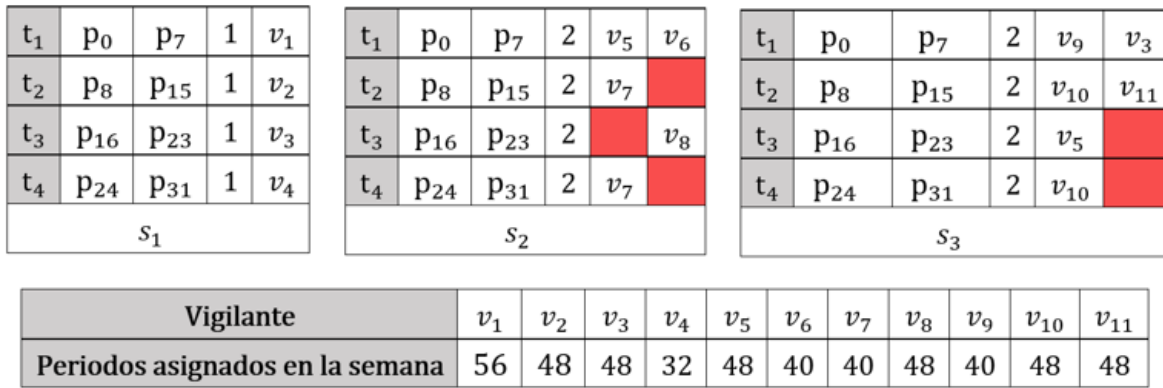 t₁ p₀ p₇ 1 v₁
t₂ p₈ p₁₅ 1 v₂
t₃ p₁₆ p₂₃ 1 v₃
t₄ p₂₄ p₃₁ 1 v₄
s₁
t₁ p₀ p₇ 2 v₅ v₆
t₂ p₈ p₁₅ 2 v₇
t₃ p₁₆ p₂₃ 2 v₈
t₄ p₂₄ p₃₁ 2 v₇
s₂
t₁ p₀ p₇ 2 v₉ v₃
t₂ p₈ p₁₅ 2 v₁₀ v₁₁
t₃ p₁₆ p₂₃ 2 v₅
t₄ p₂₄ p₃₁ 2 v₁₀
s₃
Vigilante v₁ v₂ v₃ v₄ v₅ v₆ v₇ v₈ v₉ v₁₀ v₁₁
Periodos asignados en la semana 56 48 48 32 48 40 40 48 40 48 48